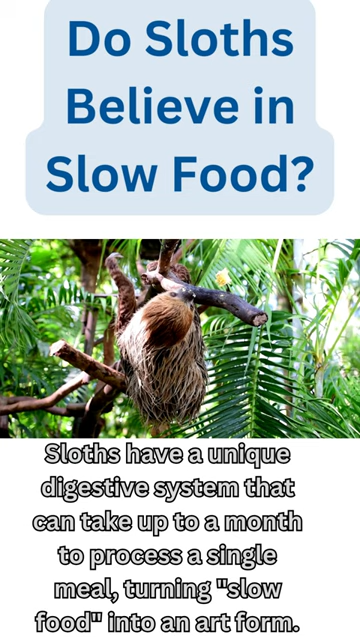 Do Sloths
Believe in
Slow Food?
Sloths have a unique
digestive system that
can take up to a month
to process a single
meal, turning "slow
food" into an art form.